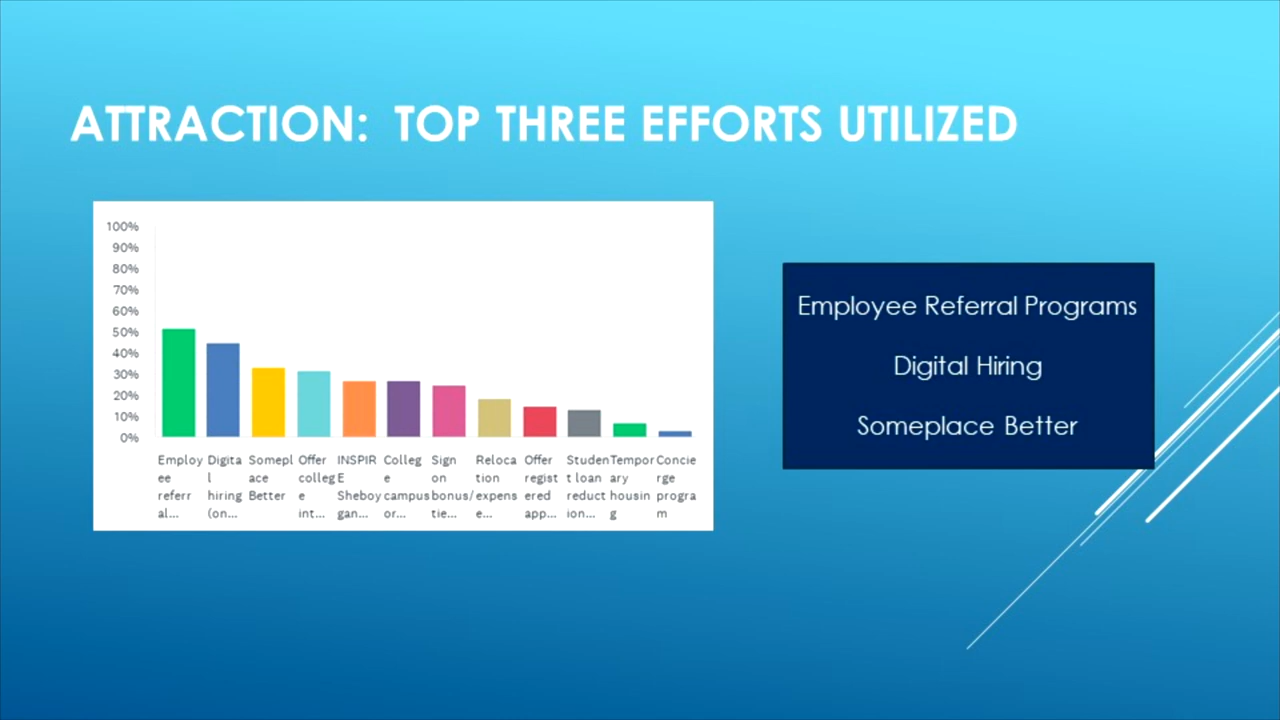 ATTRACTION: TOP THREE EFFORTS UTILIZED
100%
90%
80%
70%
60%
50%
40%
30%
20%
10%
0%
Employ
ee
referr
al...
Digita
l
hiring
(on...
Somepl
ace
Better
Offer
colleg
e
int...
INSPIR
E
Sheboy
gan...
Colleg
e
campus
or...
Sign
on
bonus/
tie...
Reloca
tion
expens
e...
Offer
regist
ered
app...
Studen
t loan
reduct
ion...
Tempor
ary
housin
g
Concie
rge
progra
m
Employee Referral Programs
Digital Hiring
Someplace Better